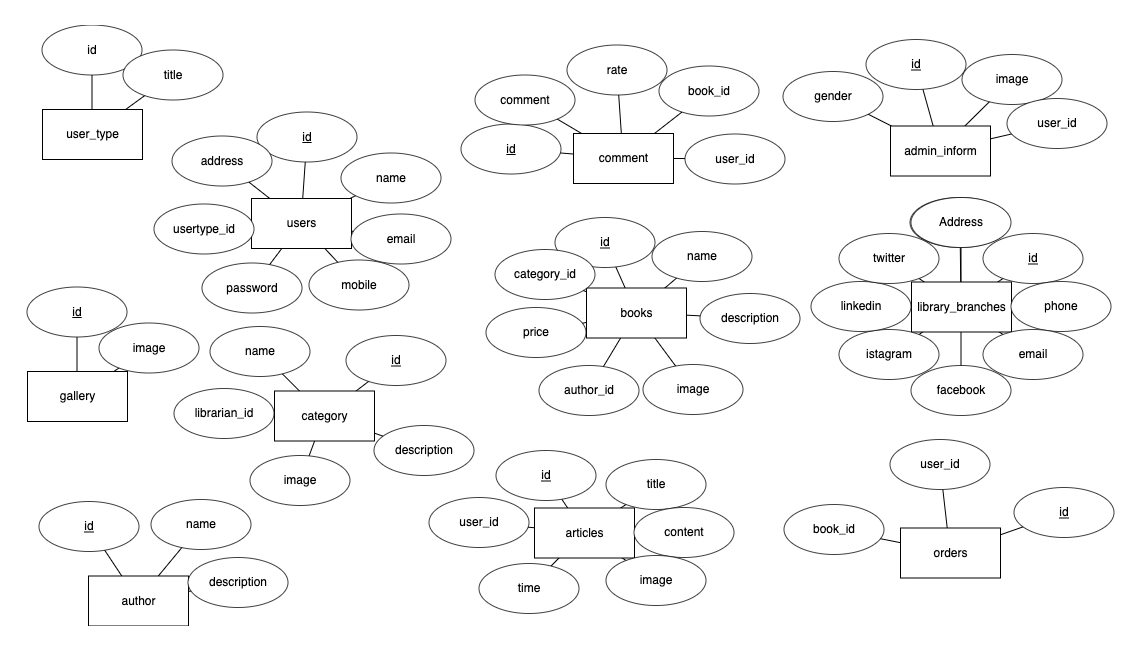 id
title
user_type
id
address
name
usertype_id
users
email
password
mobile
rate
comment
book_id
id
comment
user_id
id
gender
image
user_id
admin_inform
id
name
category_id
books
description
price
author_id
image
Address
twitter
id
linkedin
library_branches
phone
istagram
email
facebook
id
image
gallery
name
id
librarian_id
category
description
image
id
title
user_id
articles
content
time
image
user_id
id
book_id
orders
id
name
description
author